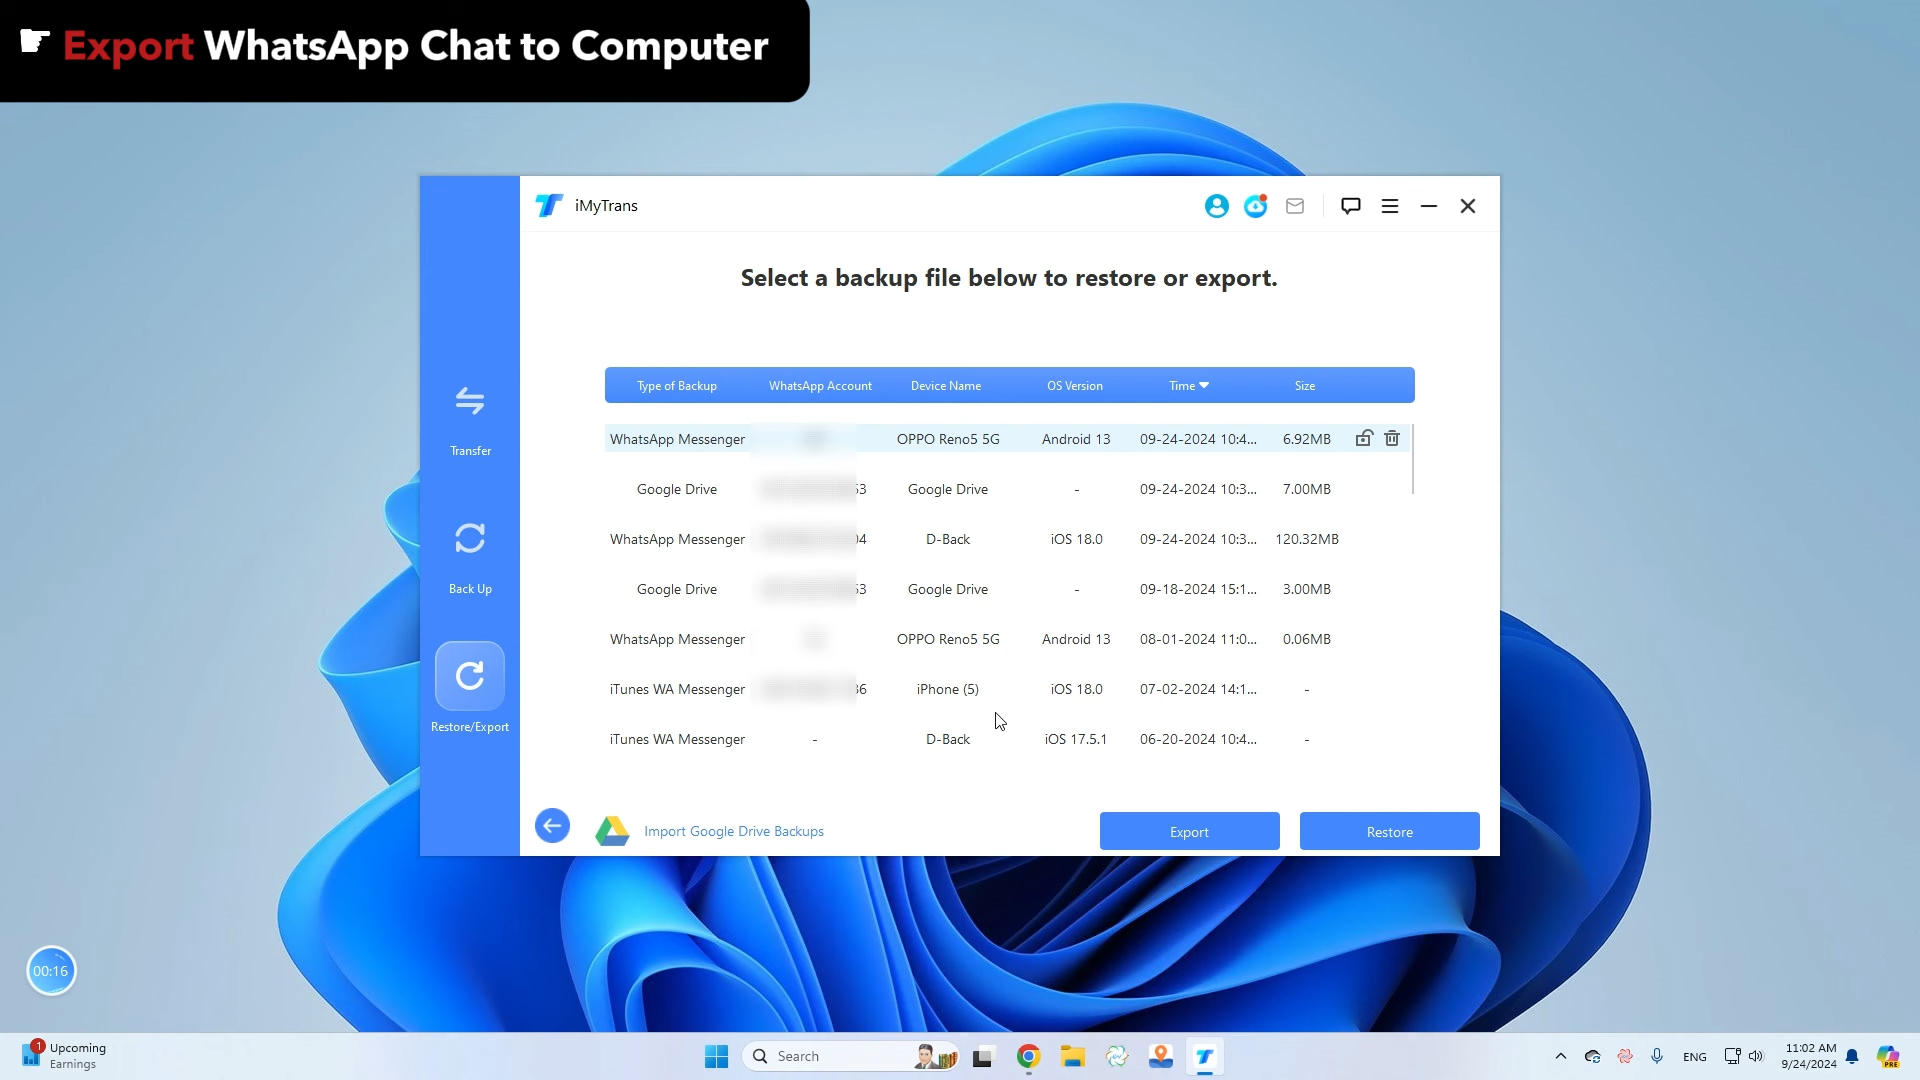 ☛ Export WhatsApp Chat to Computer
iMyTrans
Select a backup file below to restore or export.
Type of Backup WhatsApp Account Device Name OS Version Time Size
WhatsApp Messenger OPPO Reno5 5G Android 13 09-24-2024 10:4... 6.92MB
Google Drive 53 Google Drive - 09-24-2024 10:3... 7.00MB
WhatsApp Messenger 4 D-Back iOS 18.0 09-24-2024 10:3... 120.32MB
Google Drive 53 Google Drive - 09-18-2024 15:1... 3.00MB
WhatsApp Messenger OPPO Reno5 5G Android 13 08-01-2024 11:0... 0.06MB
iTunes WA Messenger 36 iPhone (5) iOS 18.0 07-02-2024 14:1... -
iTunes WA Messenger - D-Back iOS 17.5.1 06-20-2024 10:4... -
Transfer
Back Up
Restore/Export
Import Google Drive Backups
Export
Restore
00:16
1
Upcoming
Earnings
Search
ENG
11:02 AM
9/24/2024
PRE